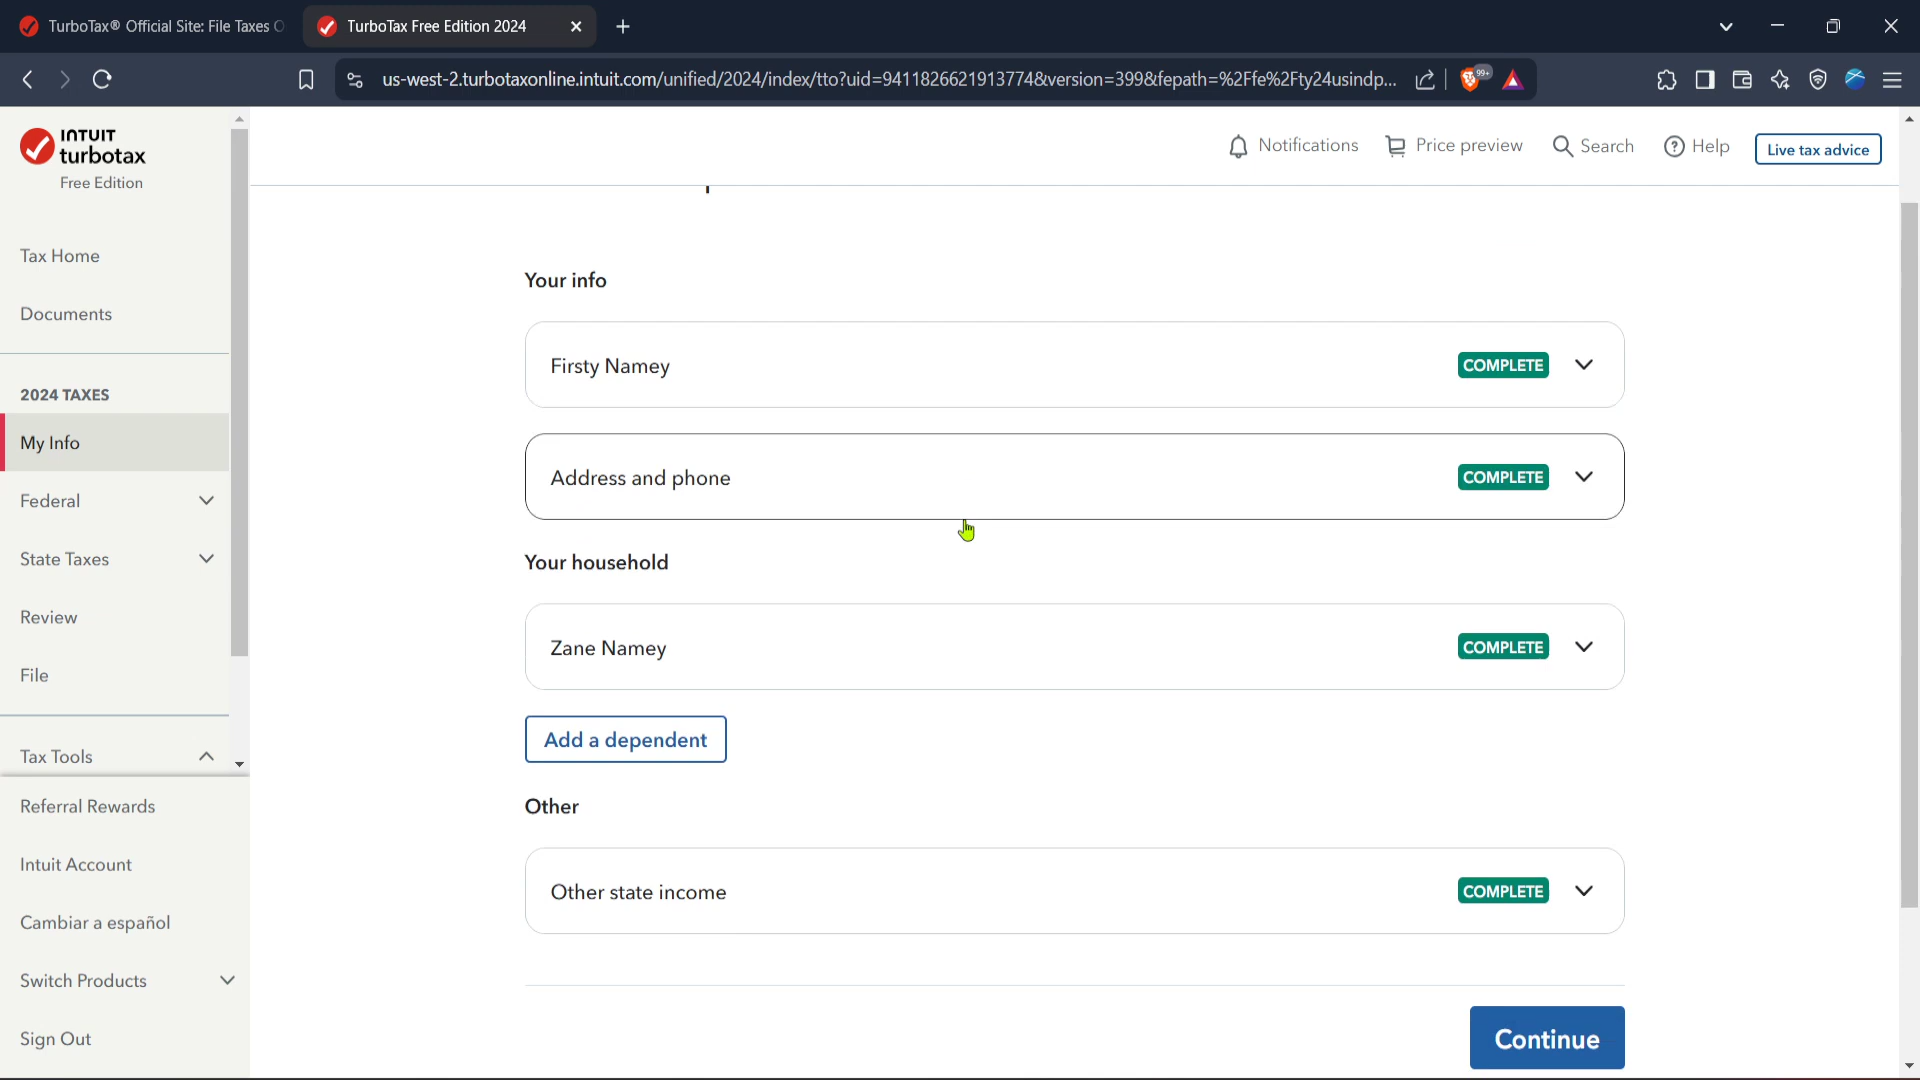 TurboTax® Official Site: File Taxes O
TurboTax Free Edition 2024
us-west-2.turbotaxonline.intuit.com/unified/2024/index/tto?uid=9411826621913774&version=399&fepath=%2Ffe%2Fty24usindp...
99+
INTUIT
turbotax
Free Edition
Notifications
Price preview
Search
Help
Live tax advice
Tax Home
Documents
2024 TAXES
My Info
Federal
State Taxes
Review
File
Tax Tools
Referral Rewards
Intuit Account
Cambiar a español
Switch Products
Sign Out
Your info
Firsty Namey
COMPLETE
Address and phone
COMPLETE
Your household
Zane Namey
COMPLETE
Add a dependent
Other
Other state income
COMPLETE
Continue